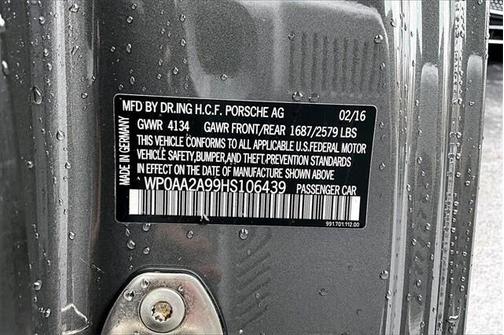 MFD BY DR.ING H.C.F. PORSCHE AG 02/16
GVWR 4134 GAWR FRONT/REAR 1687/2579 LBS
THIS VEHICLE CONFORMS TO ALL APPLICABLE U.S.FEDERAL MOTOR
VEHICLE SAFETY,BUMPER,AND THEFT.PREVENTION STANDARDS
IN EFFECT ON THE DATE OF MANUFACTURE SHOWN ABOVE
WP0AA2A99HS106439 PASSENGER CAR
MADE IN GERMANY
991.701.112.00